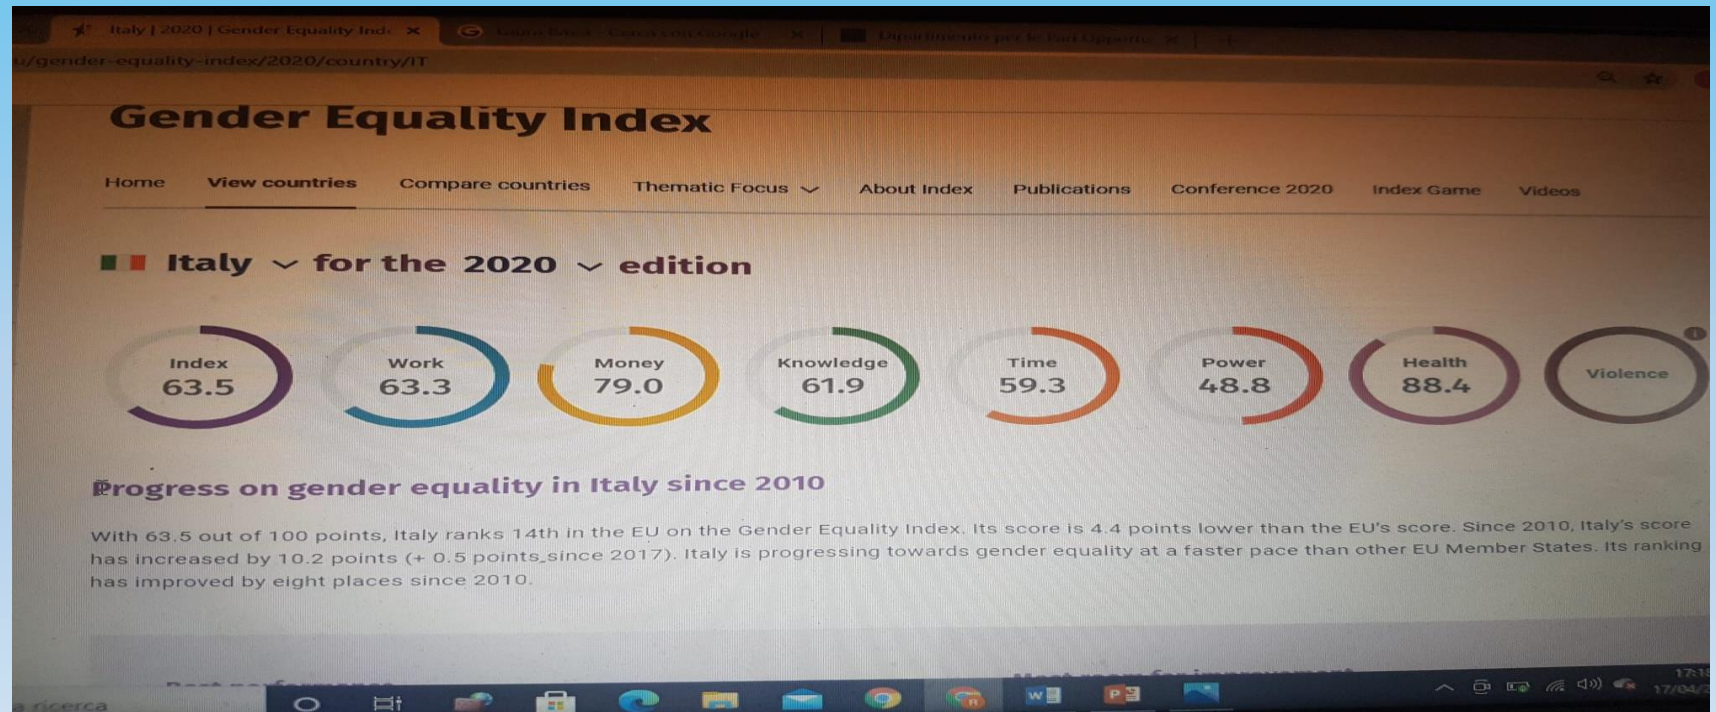 Italy | 2020 | Gender Equality Ind
u/gender-equality-index/2020/country/IT
Gender Equality Index
Home View countries Compare countries Thematic Focus About Index Publications Conference 2020 Index Game Videos
Italy for the 2020 edition
Index Work Money Knowledge Time Power Health Violence
63.5 63.3 79.0 61.9 59.3 48.8 88.4
Progress on gender equality in Italy since 2010
With 63.5 out of 100 points, Italy ranks 14th in the EU on the Gender Equality Index. Its score is 4.4 points lower than the EU's score. Since 2010, Italy's score
has increased by 10.2 points (+ 0.5 points since 2017). Italy is progressing towards gender equality at a faster pace than other EU Member States. Its ranking
has improved by eight places since 2010.
a ricerca
17:18
17/04/2